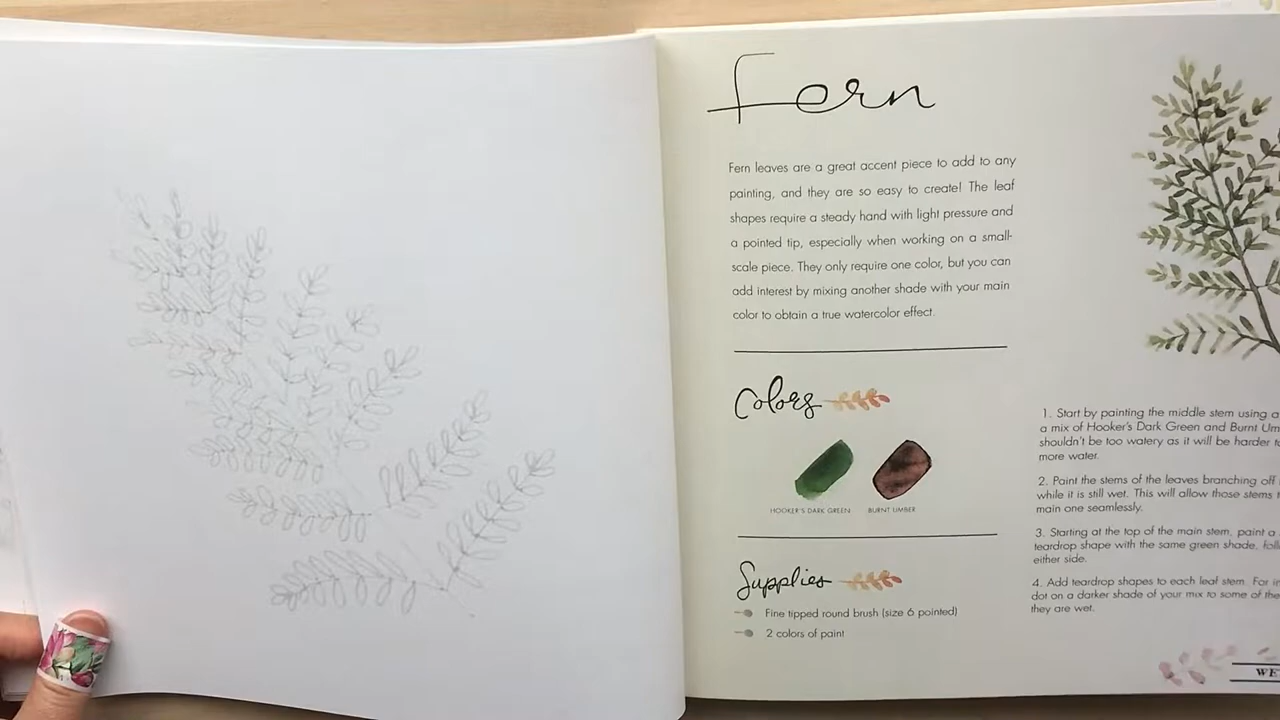 Fern
Fern leaves are a great accent piece to add to any
painting, and they are so easy to create! The leaf
shapes require a steady hand with light pressure and
a pointed tip, especially when working on a small-
scale piece. They only require one color, but you can
add interest by mixing another shade with your main
color to obtain a true watercolor effect.
Colors
HOOKER'S DARK GREEN BURNT UMBER
Supplies
Fine tipped round brush (size 6 pointed)
2 colors of paint
1. Start by painting the middle stem using a
a mix of Hooker's Dark Green and Burnt Um
shouldn't be too watery as it will be harder to
more water.
2. Paint the stems of the leaves branching off
while it is still wet. This will allow those stems t
main one seamlessly.
3. Starting at the top of the main stem, paint a
teardrop shape with the same green shade, foll
either side.
4. Add teardrop shapes to each leaf stem. For in
dot on a darker shade of your mix to some of the
they are wet.
WE